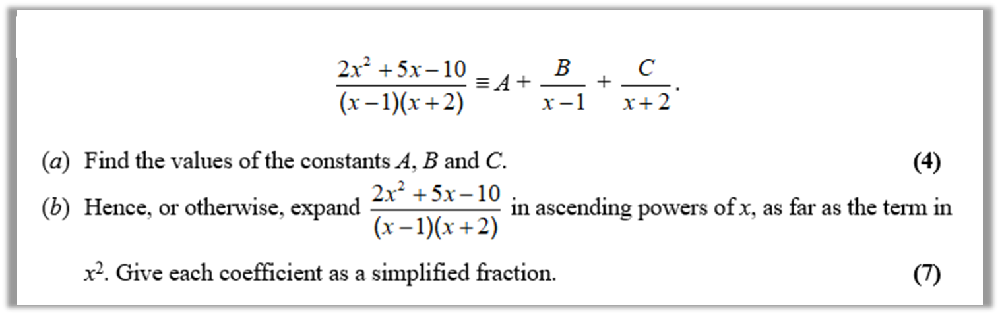 (2x² + 5x − 10)/((x − 1)(x + 2)) ≡ A + B/(x − 1) + C/(x + 2).
(a) Find the values of the constants A, B and C. (4)
(b) Hence, or otherwise, expand (2x² + 5x − 10)/((x − 1)(x + 2)) in ascending powers of x, as far as the term in
x². Give each coefficient as a simplified fraction. (7)